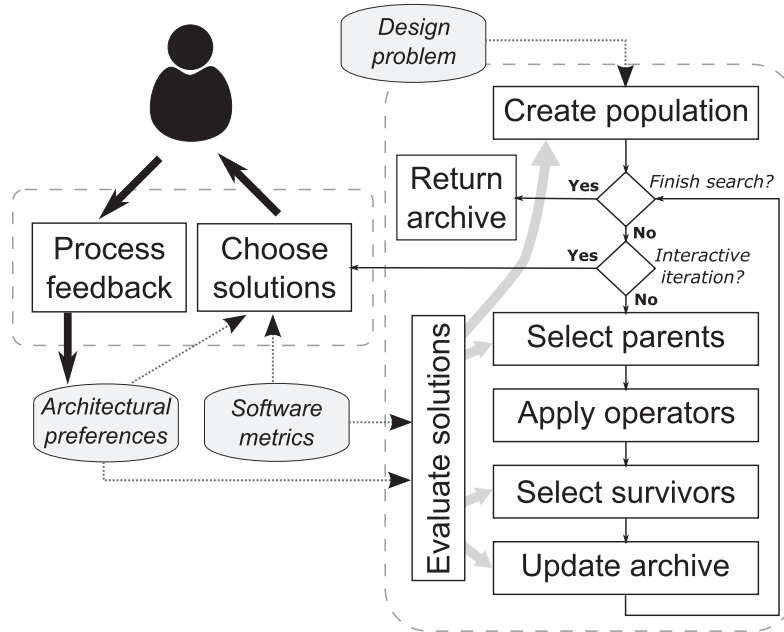 Design
problem
Create population
Return
archive
Yes
Finish search?
No
Yes
Interactive
iteration?
No
Process
feedback
Choose
solutions
Select parents
Architectural
preferences
Software
metrics
Evaluate solutions
Apply operators
Select survivors
Update archive